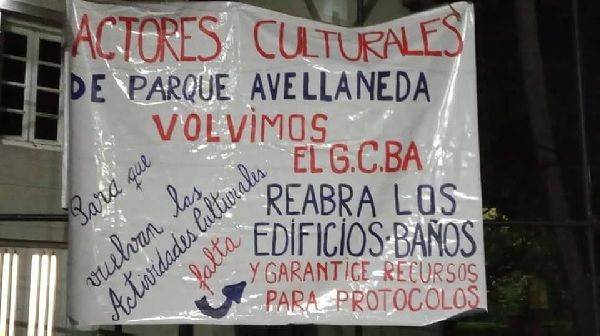 ACTORES CULTURALES
DE PARQUE AVELLANEDA
VOLVIMOS
Para que
vuelvan las
Actividades Culturales
falta
EL G.C.BA
REABRA LOS
EDIFICIOS-BAÑOS
Y GARANTICE RECURSOS
PARA PROTOCOLOS